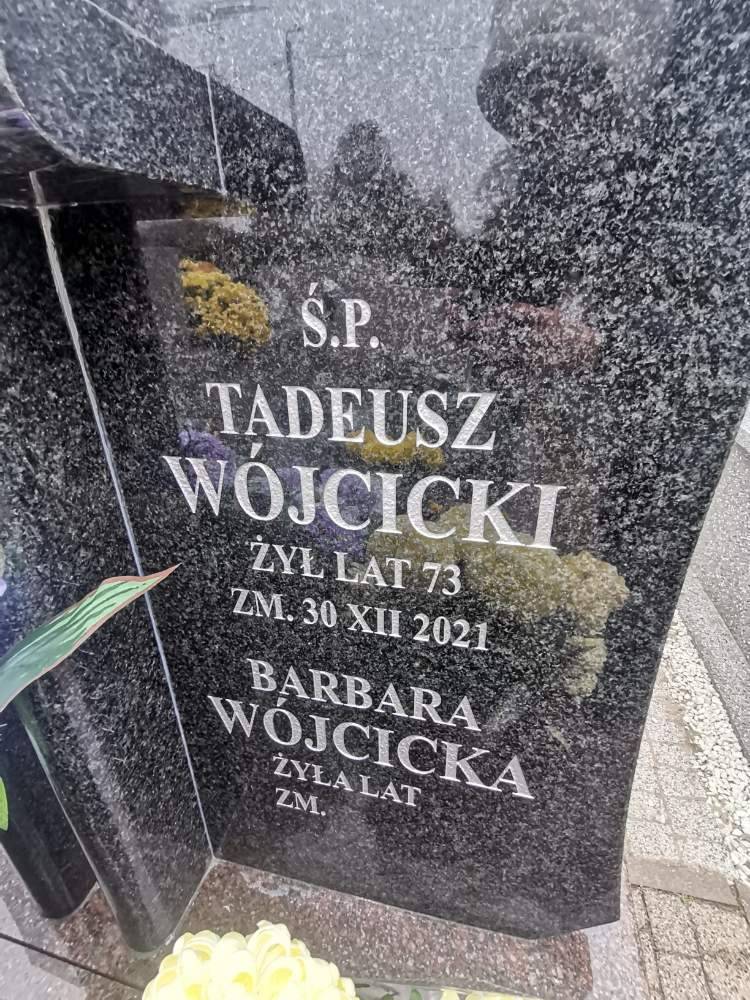 Ś.P.
TADEUSZ
WÓJCICKI
ŻYŁ LAT 73
ZM. 30 XII 2021
BARBARA
WÓJCICKA
ŻYŁA LAT
ZM.